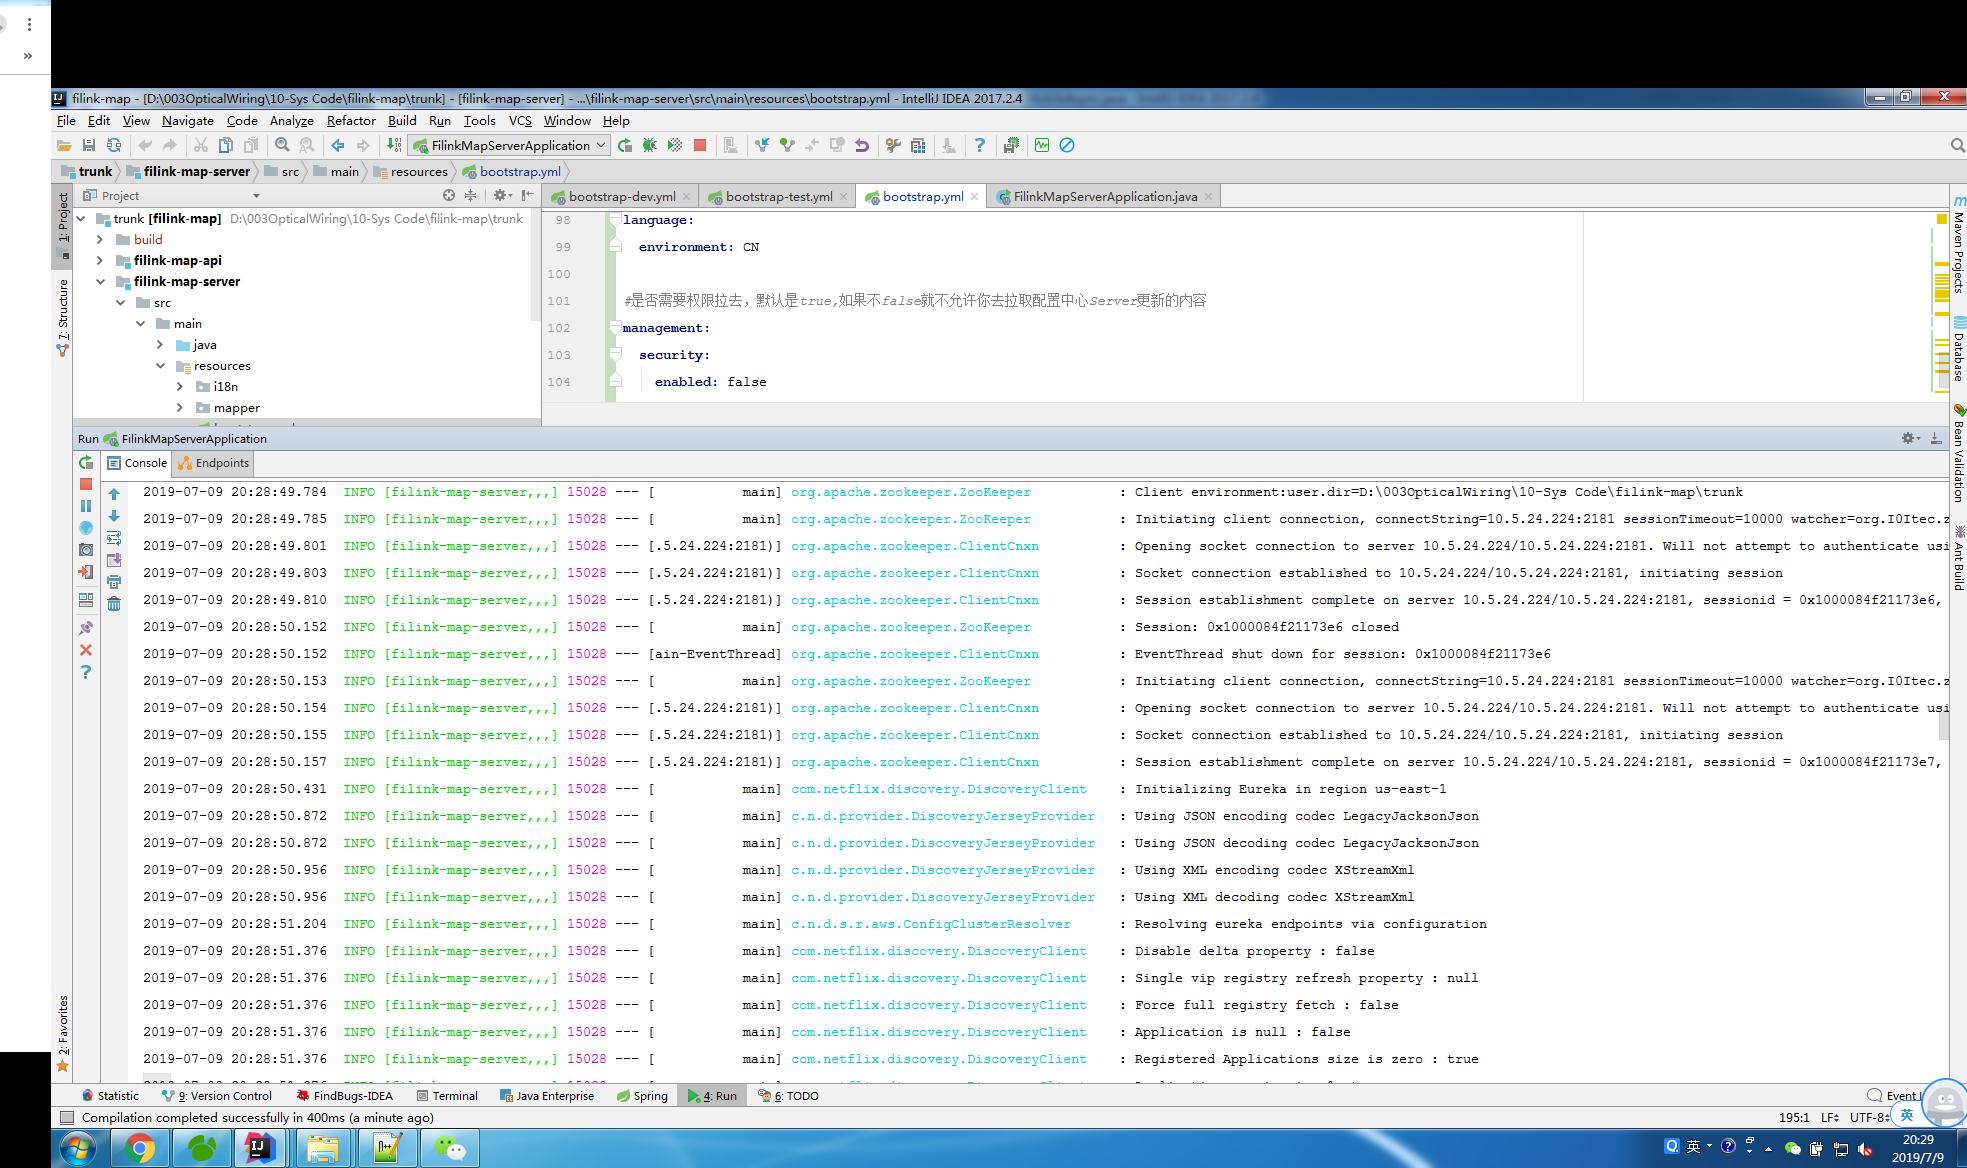 filink-map - [D:\003OpticalWiring\10-Sys Code\filink-map\trunk] - [filink-map-server] - ...\filink-map-server\src\main\resources\bootstrap.yml - IntelliJ IDEA 2017.2.4
File Edit View Navigate Code Analyze Refactor Build Run Tools VCS Window Help
FilinkMapServerApplication
trunk filink-map-server src main resources bootstrap.yml
Project bootstrap-dev.yml bootstrap-test.yml bootstrap.yml FilinkMapServerApplication.java
trunk [filink-map] D:\003OpticalWiring\10-Sys Code\filink-map\trunk
build
filink-map-api
filink-map-server
src
main
java
resources
i18n
mapper
98 language:
99 environment: CN
100
101 #是否需要权限拉去，默认是true,如果不false就不允许你去拉取配置中心Server更新的内容
102 management:
103 security:
104 enabled: false
1: Project
7: Structure
2: Favorites
Maven Projects
Database
Bean Validation
Ant Build
Run FilinkMapServerApplication
Console Endpoints
2019-07-09 20:28:49.784 INFO [filink-map-server,,,] 15028 --- [ main] org.apache.zookeeper.ZooKeeper : Client environment:user.dir=D:\003OpticalWiring\10-Sys Code\filink-map\trunk
2019-07-09 20:28:49.785 INFO [filink-map-server,,,] 15028 --- [ main] org.apache.zookeeper.ZooKeeper : Initiating client connection, connectString=10.5.24.224:2181 sessionTimeout=10000 watcher=org.I0Itec.z
2019-07-09 20:28:49.801 INFO [filink-map-server,,,] 15028 --- [.5.24.224:2181)] org.apache.zookeeper.ClientCnxn : Opening socket connection to server 10.5.24.224/10.5.24.224:2181. Will not attempt to authenticate usi
2019-07-09 20:28:49.803 INFO [filink-map-server,,,] 15028 --- [.5.24.224:2181)] org.apache.zookeeper.ClientCnxn : Socket connection established to 10.5.24.224/10.5.24.224:2181, initiating session
2019-07-09 20:28:49.810 INFO [filink-map-server,,,] 15028 --- [.5.24.224:2181)] org.apache.zookeeper.ClientCnxn : Session establishment complete on server 10.5.24.224/10.5.24.224:2181, sessionid = 0x1000084f21173e6,
2019-07-09 20:28:50.152 INFO [filink-map-server,,,] 15028 --- [ main] org.apache.zookeeper.ZooKeeper : Session: 0x1000084f21173e6 closed
2019-07-09 20:28:50.152 INFO [filink-map-server,,,] 15028 --- [ain-EventThread] org.apache.zookeeper.ClientCnxn : EventThread shut down for session: 0x1000084f21173e6
2019-07-09 20:28:50.153 INFO [filink-map-server,,,] 15028 --- [ main] org.apache.zookeeper.ZooKeeper : Initiating client connection, connectString=10.5.24.224:2181 sessionTimeout=10000 watcher=org.I0Itec.z
2019-07-09 20:28:50.154 INFO [filink-map-server,,,] 15028 --- [.5.24.224:2181)] org.apache.zookeeper.ClientCnxn : Opening socket connection to server 10.5.24.224/10.5.24.224:2181. Will not attempt to authenticate usi
2019-07-09 20:28:50.155 INFO [filink-map-server,,,] 15028 --- [.5.24.224:2181)] org.apache.zookeeper.ClientCnxn : Socket connection established to 10.5.24.224/10.5.24.224:2181, initiating session
2019-07-09 20:28:50.157 INFO [filink-map-server,,,] 15028 --- [.5.24.224:2181)] org.apache.zookeeper.ClientCnxn : Session establishment complete on server 10.5.24.224/10.5.24.224:2181, sessionid = 0x1000084f21173e7,
2019-07-09 20:28:50.431 INFO [filink-map-server,,,] 15028 --- [ main] com.netflix.discovery.DiscoveryClient : Initializing Eureka in region us-east-1
2019-07-09 20:28:50.872 INFO [filink-map-server,,,] 15028 --- [ main] c.n.d.provider.DiscoveryJerseyProvider : Using JSON encoding codec LegacyJacksonJson
2019-07-09 20:28:50.872 INFO [filink-map-server,,,] 15028 --- [ main] c.n.d.provider.DiscoveryJerseyProvider : Using JSON decoding codec LegacyJacksonJson
2019-07-09 20:28:50.956 INFO [filink-map-server,,,] 15028 --- [ main] c.n.d.provider.DiscoveryJerseyProvider : Using XML encoding codec XStreamXml
2019-07-09 20:28:50.956 INFO [filink-map-server,,,] 15028 --- [ main] c.n.d.provider.DiscoveryJerseyProvider : Using XML decoding codec XStreamXml
2019-07-09 20:28:51.204 INFO [filink-map-server,,,] 15028 --- [ main] c.n.d.s.r.aws.ConfigClusterResolver : Resolving eureka endpoints via configuration
2019-07-09 20:28:51.376 INFO [filink-map-server,,,] 15028 --- [ main] com.netflix.discovery.DiscoveryClient : Disable delta property : false
2019-07-09 20:28:51.376 INFO [filink-map-server,,,] 15028 --- [ main] com.netflix.discovery.DiscoveryClient : Single vip registry refresh property : null
2019-07-09 20:28:51.376 INFO [filink-map-server,,,] 15028 --- [ main] com.netflix.discovery.DiscoveryClient : Force full registry fetch : false
2019-07-09 20:28:51.376 INFO [filink-map-server,,,] 15028 --- [ main] com.netflix.discovery.DiscoveryClient : Application is null : false
2019-07-09 20:28:51.376 INFO [filink-map-server,,,] 15028 --- [ main] com.netflix.discovery.DiscoveryClient : Registered Applications size is zero : true
Statistic 9: Version Control FindBugs-IDEA Terminal Java Enterprise Spring 4: Run 6: TODO Event
Compilation completed successfully in 400ms (a minute ago) 195:1 LF UTF-8 英
英 20:29
2019/7/9